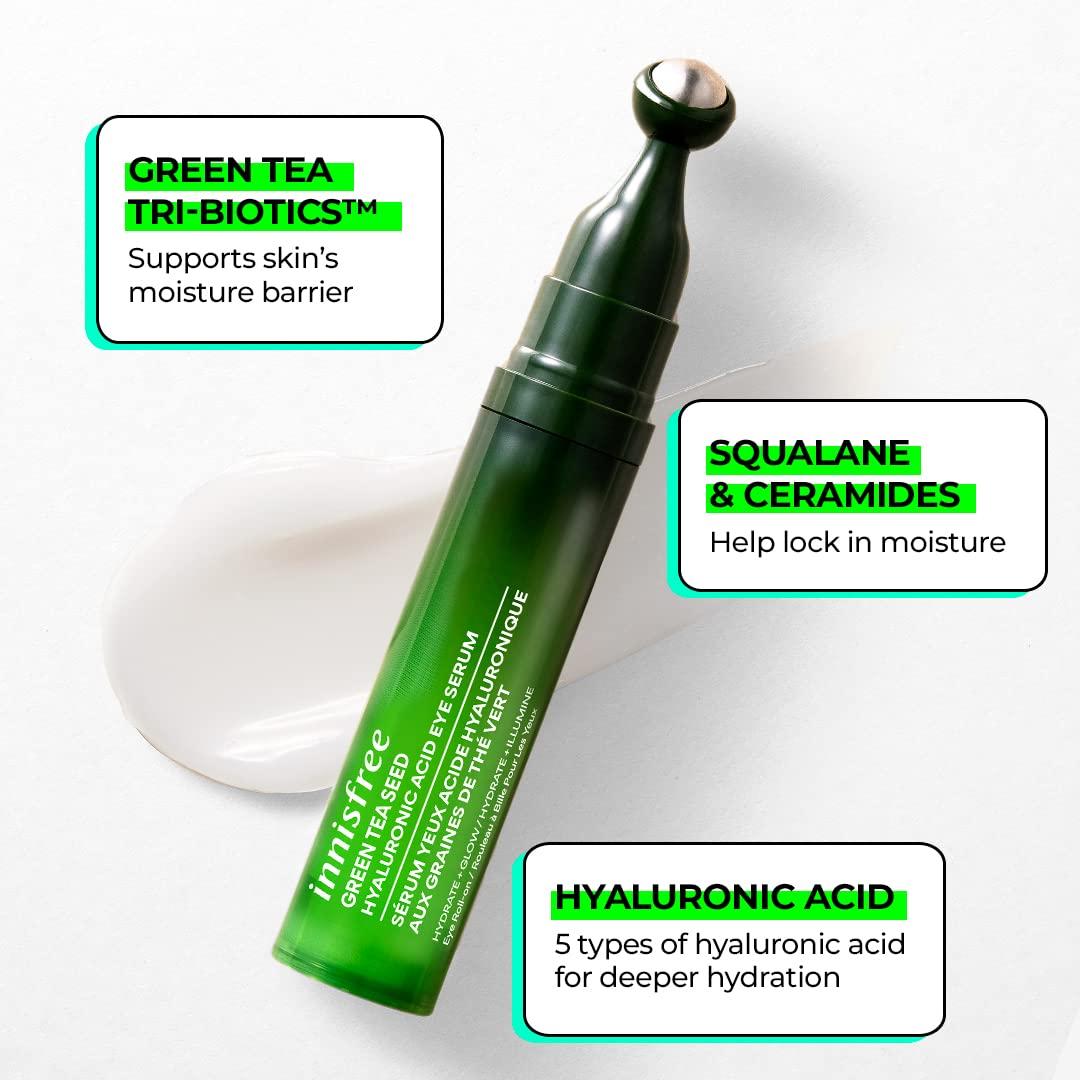 GREEN TEA
TRI-BIOTICS™
Supports skin's
moisture barrier
SQUALANE
& CERAMIDES
Help lock in moisture
innisfree
GREEN TEA SEED
HYALURONIC ACID EYE SERUM
SÉRUM YEUX ACIDE HYALURONIQUE
AUX GRAINES DE THÉ VERT
HYDRATE + GLOW / HYDRATE + ILLUMINE
Eye Roll-on / Rouleau à Bille Pour Les Yeux
HYALURONIC ACID
5 types of hyaluronic acid
for deeper hydration